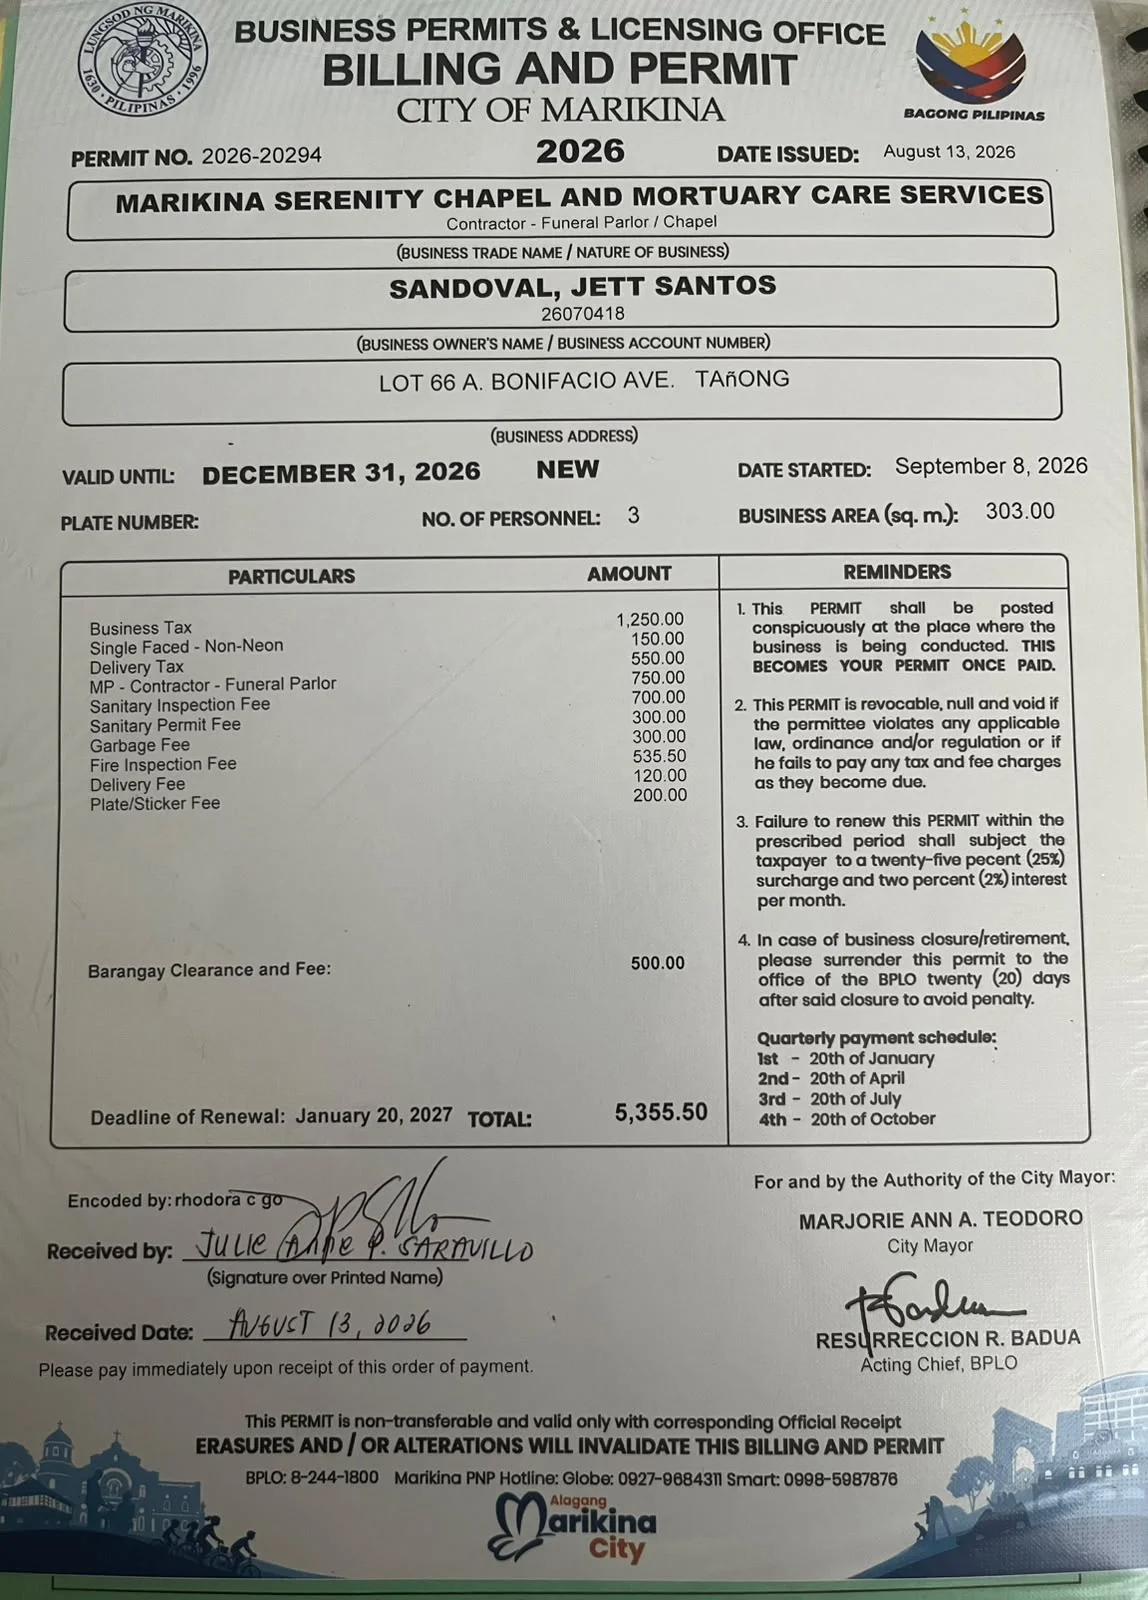 LUNGSOD NG MARIKINA
1630 • PILIPINAS • 1996
BUSINESS PERMITS & LICENSING OFFICE
BILLING AND PERMIT
CITY OF MARIKINA
BAGONG PILIPINAS
PERMIT NO. 2026-20294
2026
DATE ISSUED: August 13, 2026
MARIKINA SERENITY CHAPEL AND MORTUARY CARE SERVICES
Contractor - Funeral Parlor / Chapel
(BUSINESS TRADE NAME / NATURE OF BUSINESS)
SANDOVAL, JETT SANTOS
26070418
(BUSINESS OWNER'S NAME / BUSINESS ACCOUNT NUMBER)
LOT 66 A. BONIFACIO AVE. TAñONG
(BUSINESS ADDRESS)
VALID UNTIL: DECEMBER 31, 2026 NEW DATE STARTED: September 8, 2026
PLATE NUMBER: NO. OF PERSONNEL: 3 BUSINESS AREA (sq. m.): 303.00
PARTICULARS AMOUNT
Business Tax 1,250.00
Single Faced - Non-Neon 150.00
Delivery Tax 550.00
MP - Contractor - Funeral Parlor 750.00
Sanitary Inspection Fee 700.00
Sanitary Permit Fee 300.00
Garbage Fee 300.00
Fire Inspection Fee 535.50
Delivery Fee 120.00
Plate/Sticker Fee 200.00
Barangay Clearance and Fee: 500.00
Deadline of Renewal: January 20, 2027 TOTAL: 5,355.50
REMINDERS
1. This PERMIT shall be posted
conspicuously at the place where the
business is being conducted. THIS
BECOMES YOUR PERMIT ONCE PAID.
2. This PERMIT is revocable, null and void if
the permittee violates any applicable
law, ordinance and/or regulation or if
he fails to pay any tax and fee charges
as they become due.
3. Failure to renew this PERMIT within the
prescribed period shall subject the
taxpayer to a twenty-five pecent (25%)
surcharge and two percent (2%) interest
per month.
4. In case of business closure/retirement,
please surrender this permit to the
office of the BPLO twenty (20) days
after said closure to avoid penalty.
Quarterly payment schedule:
1st - 20th of January
2nd - 20th of April
3rd - 20th of July
4th - 20th of October
Encoded by: rhodora c go
Received by: JULIE ANNE P. SARAVILLO
(Signature over Printed Name)
Received Date: AUGUST 13, 2026
Please pay immediately upon receipt of this order of payment.
For and by the Authority of the City Mayor:
MARJORIE ANN A. TEODORO
City Mayor
RESURRECCION R. BADUA
Acting Chief, BPLO
This PERMIT is non-transferable and valid only with corresponding Official Receipt
ERASURES AND / OR ALTERATIONS WILL INVALIDATE THIS BILLING AND PERMIT
BPLO: 8-244-1800 Marikina PNP Hotline: Globe: 0927-9684311 Smart: 0998-5987876
Alagang
Marikina
City